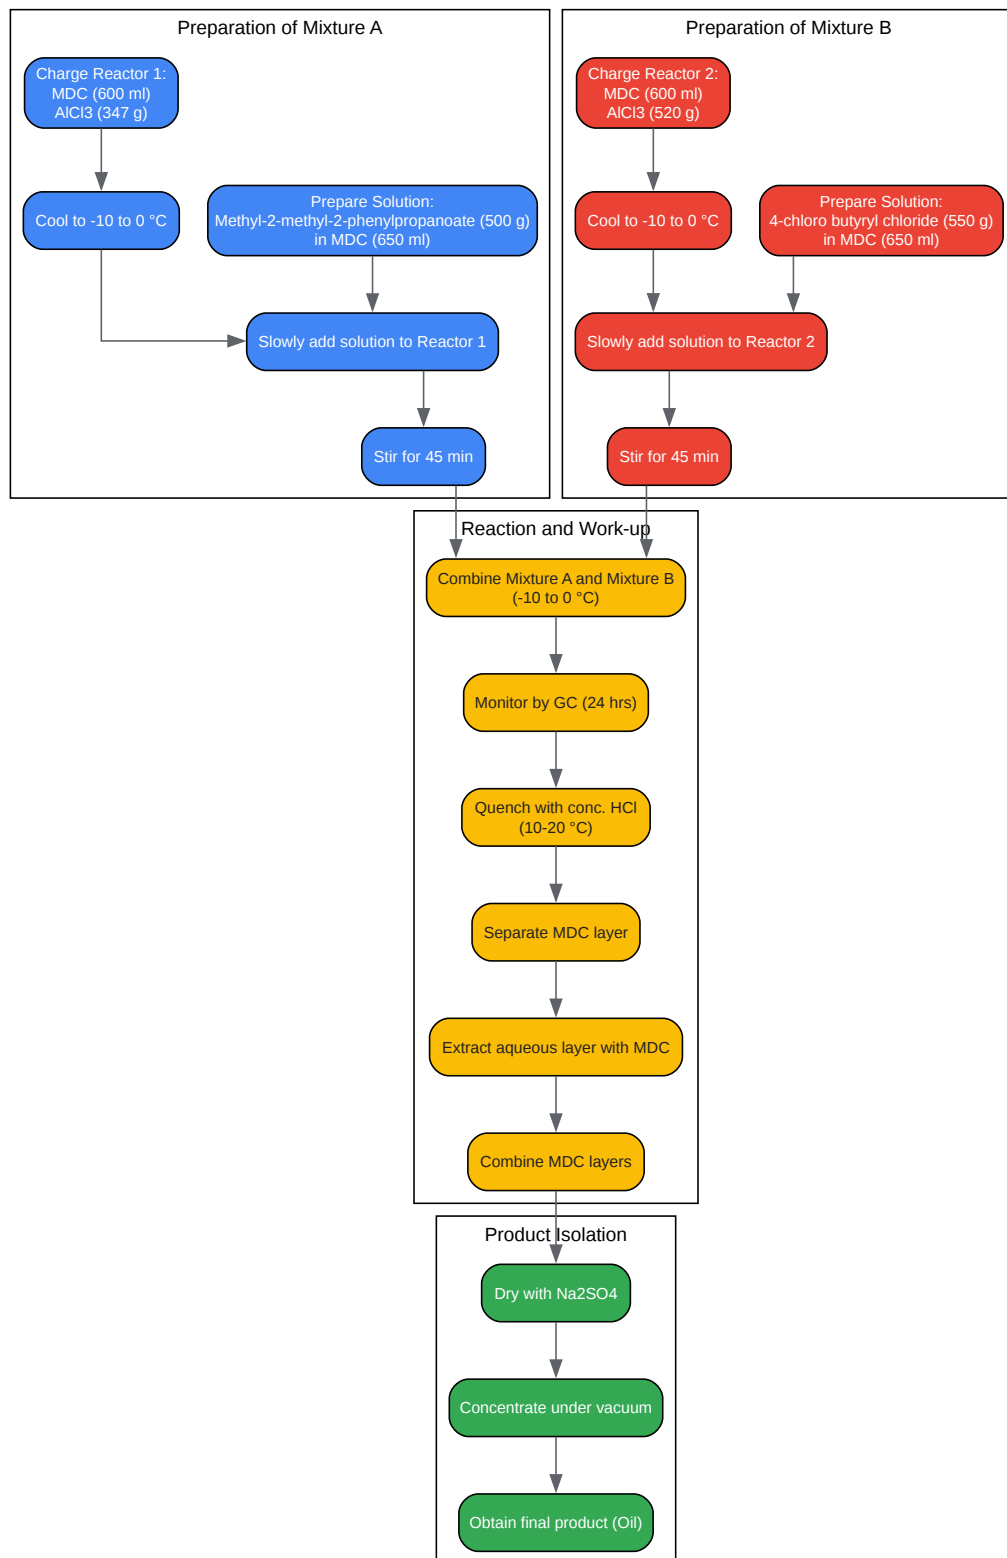 Preparation of Mixture A
Charge Reactor 1:
MDC (600 ml)
AlCl3 (347 g)
Cool to -10 to 0 °C
Prepare Solution:
Methyl-2-methyl-2-phenylpropanoate (500 g)
in MDC (650 ml)
Slowly add solution to Reactor 1
Stir for 45 min
Preparation of Mixture B
Charge Reactor 2:
MDC (600 ml)
AlCl3 (520 g)
Cool to -10 to 0 °C
Prepare Solution:
4-chloro butyryl chloride (550 g)
in MDC (650 ml)
Slowly add solution to Reactor 2
Stir for 45 min
Reaction and Work-up
Combine Mixture A and Mixture B
(-10 to 0 °C)
Monitor by GC (24 hrs)
Quench with conc. HCl
(10-20 °C)
Separate MDC layer
Extract aqueous layer with MDC
Combine MDC layers
Product Isolation
Dry with Na2SO4
Concentrate under vacuum
Obtain final product (Oil)